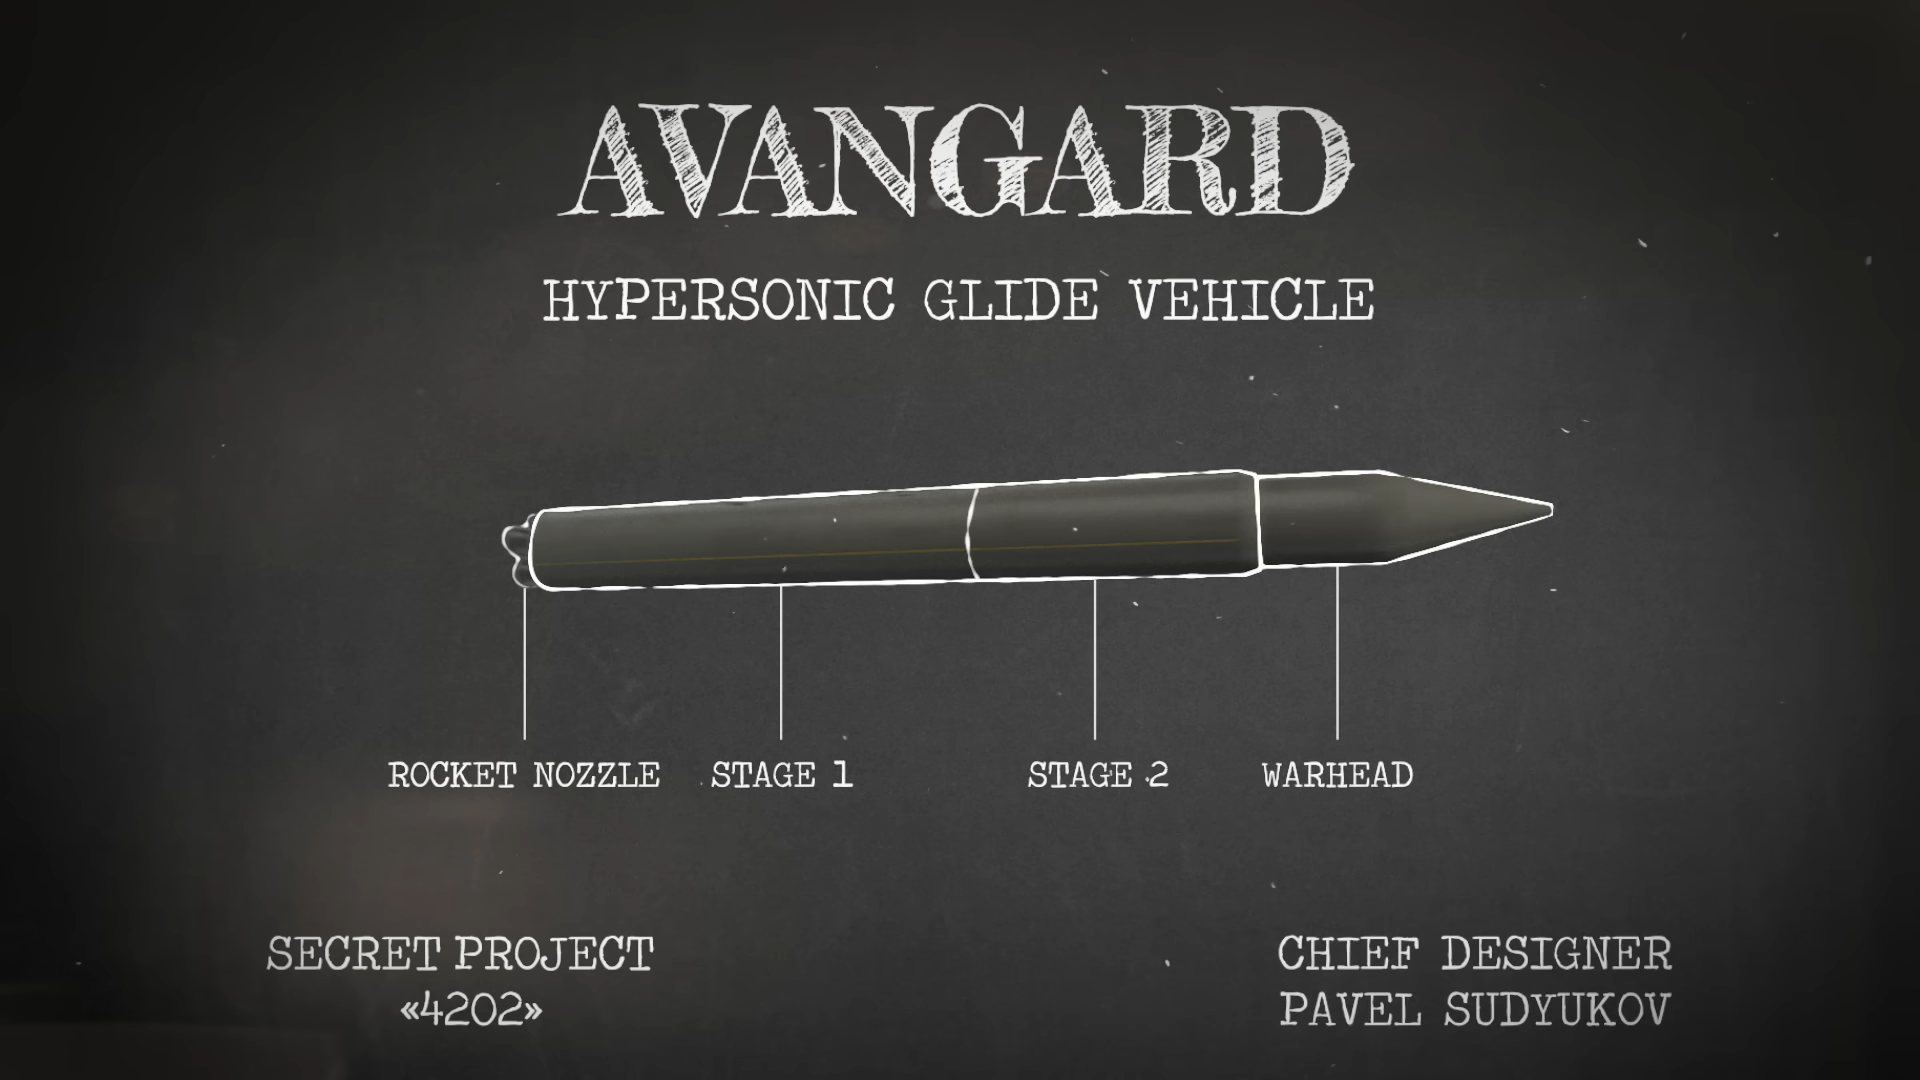 AVANGARD
HYPERSONIC GLIDE VEHICLE
ROCKET NOZZLE
STAGE 1
STAGE 2
WARHEAD
SECRET PROJECT
«4202»
CHIEF DESIGNER
PAVEL SUDYUKOV